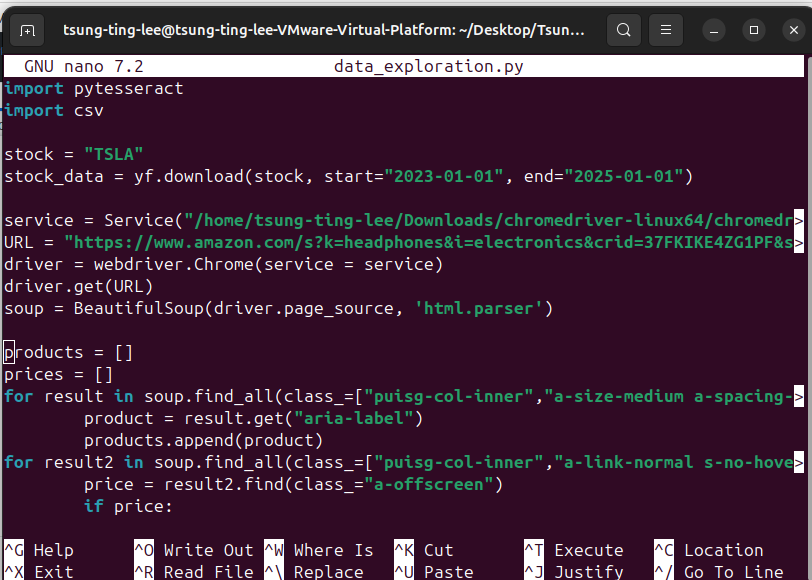 tsung-ting-lee@tsung-ting-lee-VMware-Virtual-Platform: ~/Desktop/Tsun...
GNU nano 7.2 data_exploration.py
import pytesseract
import csv
stock = "TSLA"
stock_data = yf.download(stock, start="2023-01-01", end="2025-01-01")
service = Service("/home/tsung-ting-lee/Downloads/chromedriver-linux64/chromedr>
URL = "https://www.amazon.com/s?k=headphones&i=electronics&crid=37FKIKE4ZG1PF&s>
driver = webdriver.Chrome(service = service)
driver.get(URL)
soup = BeautifulSoup(driver.page_source, 'html.parser')
products = []
prices = []
for result in soup.find_all(class_=["puisg-col-inner","a-size-medium a-spacing->
        product = result.get("aria-label")
        products.append(product)
for result2 in soup.find_all(class_=["puisg-col-inner","a-link-normal s-no-hove>
        price = result2.find(class_="a-offscreen")
        if price:
^G Help ^O Write Out ^W Where Is ^K Cut ^T Execute ^C Location
^X Exit ^R Read File ^\ Replace ^U Paste ^J Justify ^/ Go To Line